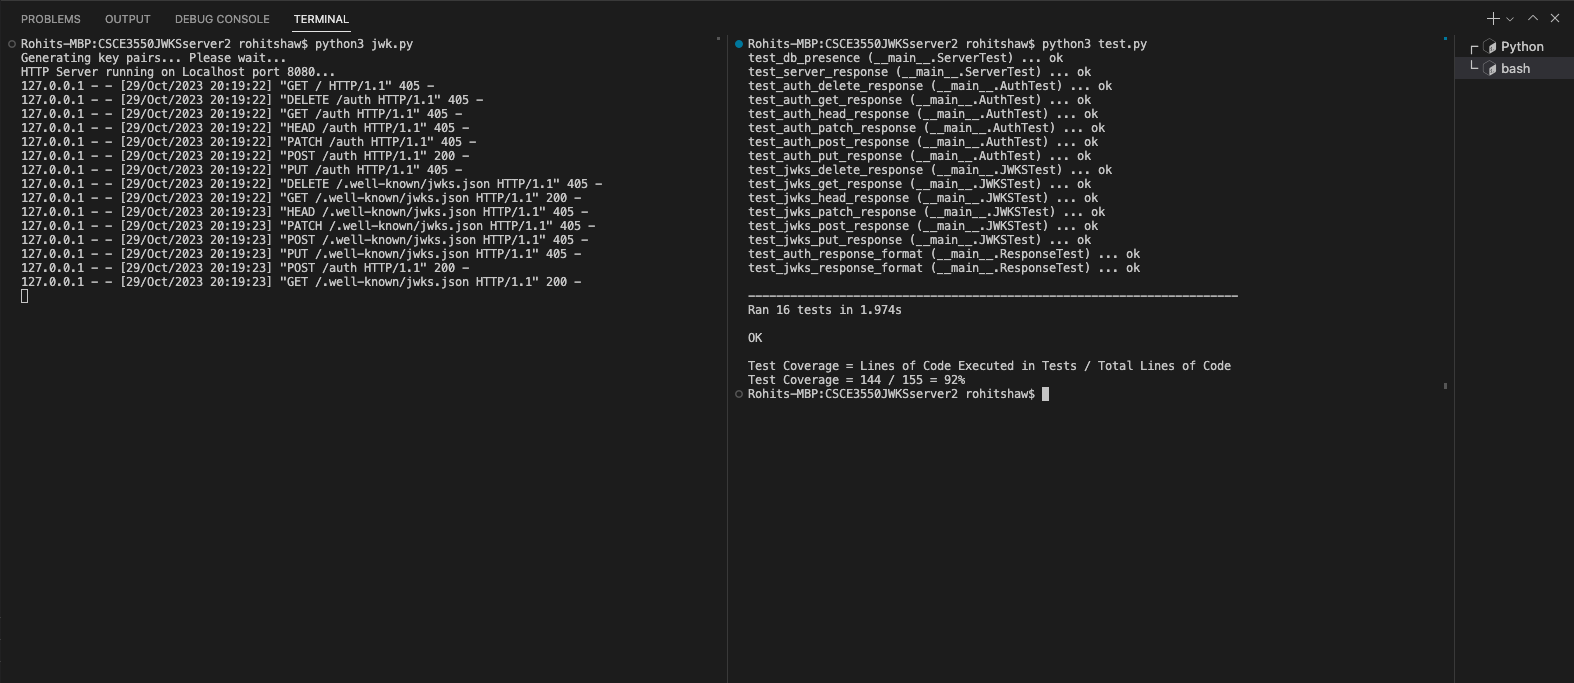 PROBLEMS OUTPUT DEBUG CONSOLE TERMINAL
Rohits-MBP:CSCE3550JWKSserver2 rohitshaw$ python3 jwk.py
Generating key pairs... Please wait...
HTTP Server running on Localhost port 8080...
127.0.0.1 - - [29/Oct/2023 20:19:22] "GET / HTTP/1.1" 405 -
127.0.0.1 - - [29/Oct/2023 20:19:22] "DELETE /auth HTTP/1.1" 405 -
127.0.0.1 - - [29/Oct/2023 20:19:22] "GET /auth HTTP/1.1" 405 -
127.0.0.1 - - [29/Oct/2023 20:19:22] "HEAD /auth HTTP/1.1" 405 -
127.0.0.1 - - [29/Oct/2023 20:19:22] "PATCH /auth HTTP/1.1" 405 -
127.0.0.1 - - [29/Oct/2023 20:19:22] "POST /auth HTTP/1.1" 200 -
127.0.0.1 - - [29/Oct/2023 20:19:22] "PUT /auth HTTP/1.1" 405 -
127.0.0.1 - - [29/Oct/2023 20:19:22] "DELETE /.well-known/jwks.json HTTP/1.1" 405 -
127.0.0.1 - - [29/Oct/2023 20:19:22] "GET /.well-known/jwks.json HTTP/1.1" 200 -
127.0.0.1 - - [29/Oct/2023 20:19:23] "HEAD /.well-known/jwks.json HTTP/1.1" 405 -
127.0.0.1 - - [29/Oct/2023 20:19:23] "PATCH /.well-known/jwks.json HTTP/1.1" 405 -
127.0.0.1 - - [29/Oct/2023 20:19:23] "POST /.well-known/jwks.json HTTP/1.1" 405 -
127.0.0.1 - - [29/Oct/2023 20:19:23] "PUT /.well-known/jwks.json HTTP/1.1" 405 -
127.0.0.1 - - [29/Oct/2023 20:19:23] "POST /auth HTTP/1.1" 200 -
127.0.0.1 - - [29/Oct/2023 20:19:23] "GET /.well-known/jwks.json HTTP/1.1" 200 -
Rohits-MBP:CSCE3550JWKSserver2 rohitshaw$ python3 test.py
test_db_presence (__main__.ServerTest) ... ok
test_server_response (__main__.ServerTest) ... ok
test_auth_delete_response (__main__.AuthTest) ... ok
test_auth_get_response (__main__.AuthTest) ... ok
test_auth_head_response (__main__.AuthTest) ... ok
test_auth_patch_response (__main__.AuthTest) ... ok
test_auth_post_response (__main__.AuthTest) ... ok
test_auth_put_response (__main__.AuthTest) ... ok
test_jwks_delete_response (__main__.JWKSTest) ... ok
test_jwks_get_response (__main__.JWKSTest) ... ok
test_jwks_head_response (__main__.JWKSTest) ... ok
test_jwks_patch_response (__main__.JWKSTest) ... ok
test_jwks_post_response (__main__.JWKSTest) ... ok
test_jwks_put_response (__main__.JWKSTest) ... ok
test_auth_response_format (__main__.ResponseTest) ... ok
test_jwks_response_format (__main__.ResponseTest) ... ok
----------------------------------------------------------------------
Ran 16 tests in 1.974s
OK
Test Coverage = Lines of Code Executed in Tests / Total Lines of Code
Test Coverage = 144 / 155 = 92%
Rohits-MBP:CSCE3550JWKSserver2 rohitshaw$
Python
bash